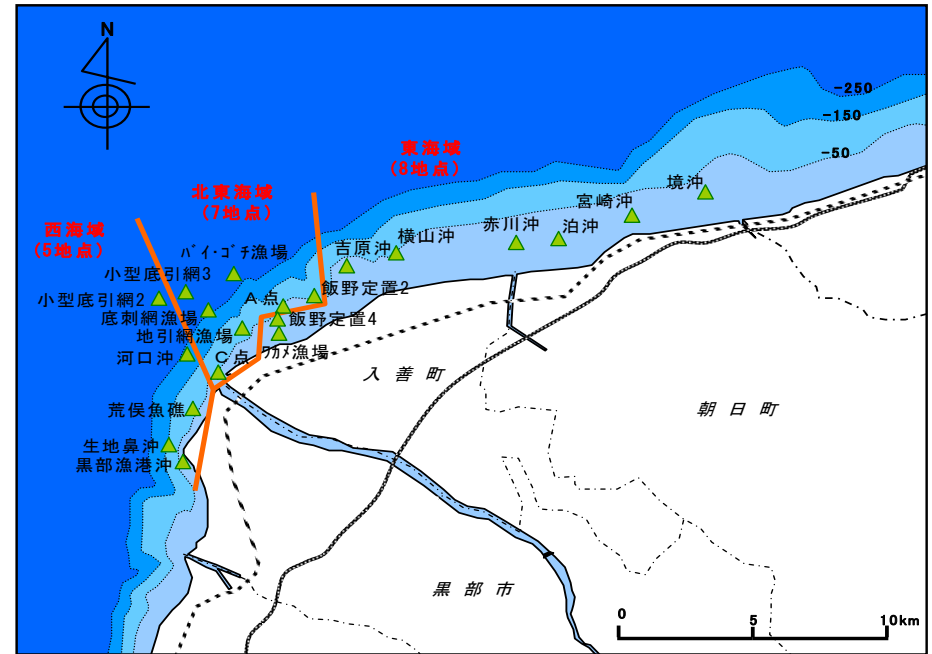 N
-250
-150
-50
東海域
(8地点)
北東海域
(7地点)
西海域
(5地点)
境沖
宮崎沖
泊沖
赤川沖
横山沖
吉原沖
ﾊﾞｲ・ｺﾞﾁ漁場
小型底引網3
小型底引網2
A点
飯野定置2
底刺網漁場
飯野定置4
地引網漁場
ﾜｶﾒ漁場
河口沖
C点
入善町
朝日町
荒俣魚礁
生地鼻沖
黒部漁港沖
黒部市
0
5
10km